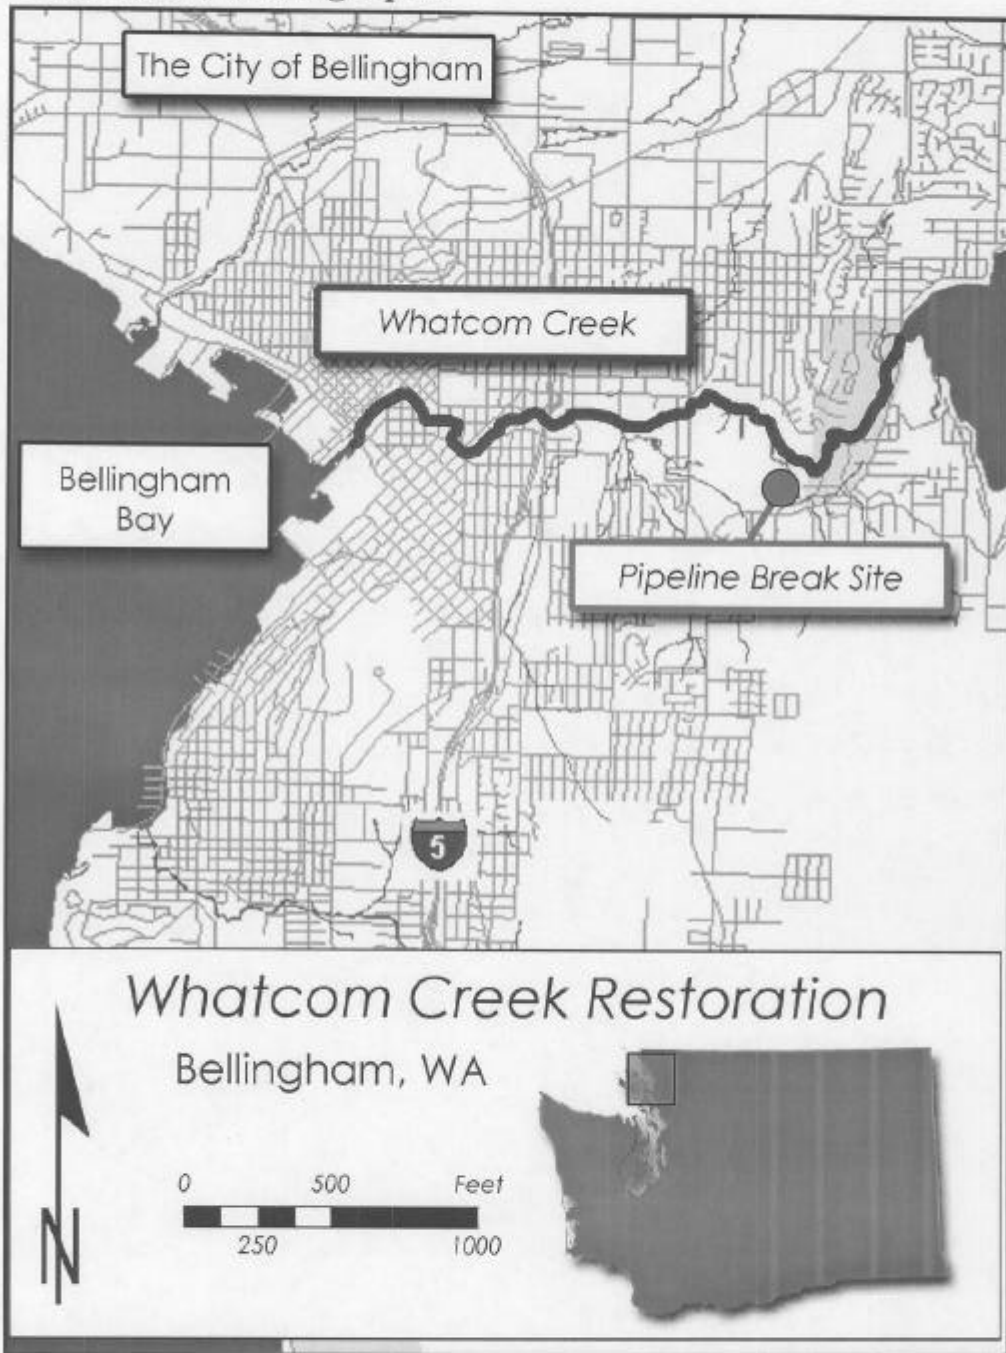 The City of Bellingham
Whatcom Creek
Bellingham
Bay
Pipeline Break Site
5
Whatcom Creek Restoration
Bellingham, WA
0 500 Feet
250 1000
N